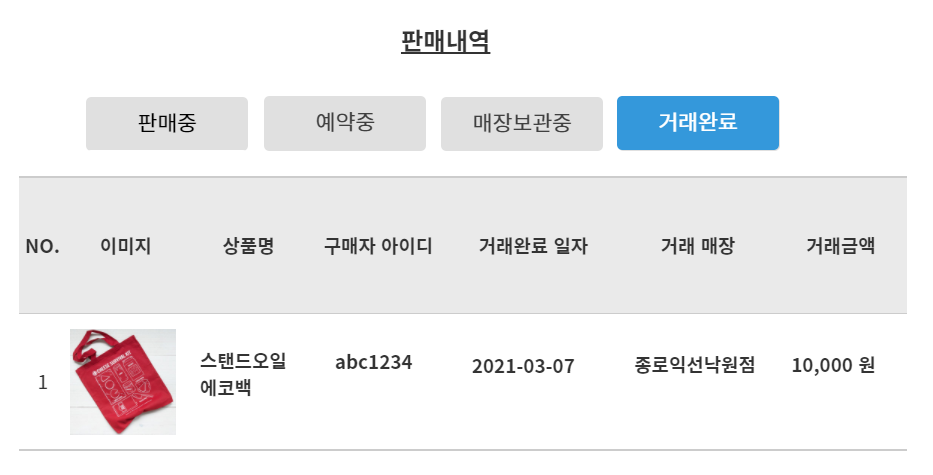 판매내역
판매중 예약중 매장보관중 거래완료
NO. 이미지 상품명 구매자 아이디 거래완료 일자 거래 매장 거래금액
1 스탠드오일 abc1234 2021-03-07 종로익선낙원점 10,000 원
에코백